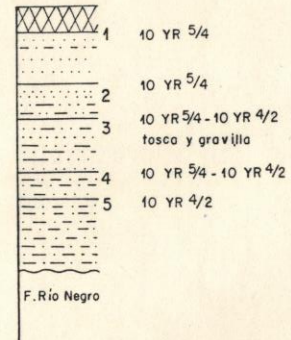 1 10 YR 5/4
10 YR 5/4
2
3 10 YR 5/4 - 10 YR 4/2
tosca y gravilla
4 10 YR 5/4 - 10 YR 4/2
5 10 YR 4/2
F. Río Negro